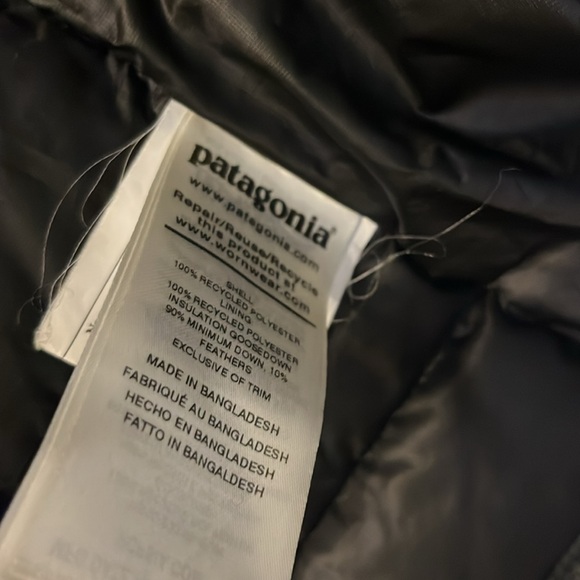 patagonia®
www.patagonia.com
Repair/Reuse/Recycle
this product at
www.wornwear.com
SHELL:
100% RECYCLED POLYESTER
LINING
100% RECYCLED POLYESTER
INSULATION GOOSEDOWN
90% MINIMUM DOWN, 10%
FEATHERS
EXCLUSIVE OF TRIM
MADE IN BANGLADESH
FABRIQUÉ AU BANGLADESH
HECHO EN BANGLADESH
FATTO IN BANGALDESH